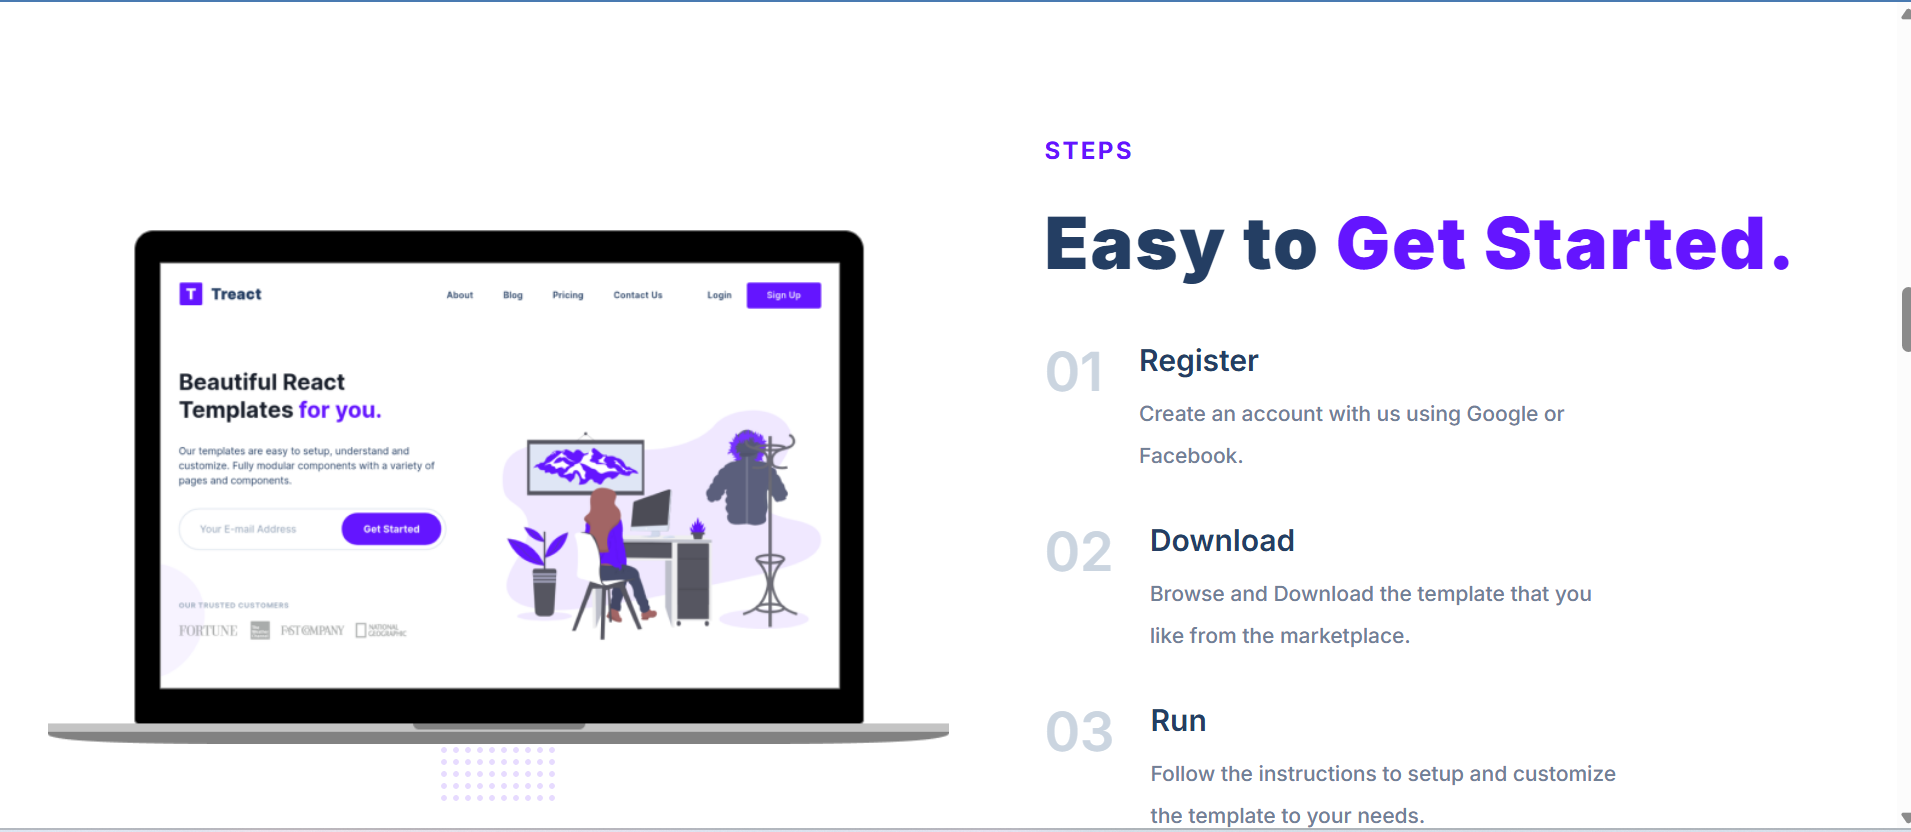 STEPS
Easy to Get Started.
01 Register
Create an account with us using Google or
Facebook.
02 Download
Browse and Download the template that you
like from the marketplace.
03 Run
Follow the instructions to setup and customize
the template to your needs.
T Treact
About Blog Pricing Contact Us Login Sign Up
Beautiful React
Templates for you.
Our templates are easy to setup, understand and
customize. Fully modular components with a variety of
pages and components.
Your E-mail Address Get Started
OUR TRUSTED CUSTOMERS
FORTUNE FAST COMPANY NATIONAL
GEOGRAPHIC